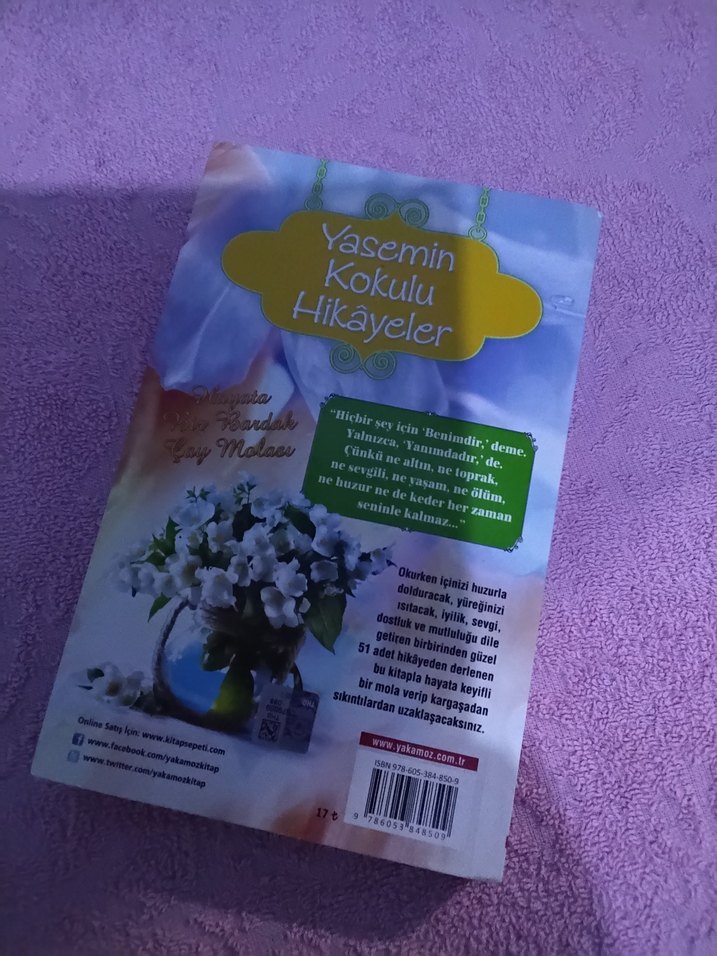 Yasemin
Kokulu
Hikâyeler
Hayata
Bir Bardak
Çay Molası
“Hiçbir şey için ‘Benimdir,’ deme.
Yalnızca, ‘Yanımdadır,’ de.
Çünkü ne altın, ne toprak,
ne sevgili, ne yaşam, ne ölüm,
ne huzur ne de keder her zaman
seninle kalmaz...”
Okurken içinizi huzurla
dolduracak, yüreğinizi
ısıtacak, iyilik, sevgi,
dostluk ve mutluluğu dile
getiren birbirinden güzel
51 adet hikâyeden derlenen
bu kitapla hayata keyifli
bir mola verip kargaşadan
sıkıntılardan uzaklaşacaksınız.
Online Satış İçin: www.kitapsepeti.com
www.facebook.com/yakamozkitap
www.twitter.com/yakamozkitap
www.yakamoz.com.tr
ISBN 978-605-384-850-9
9 786053 848509
17 ₺